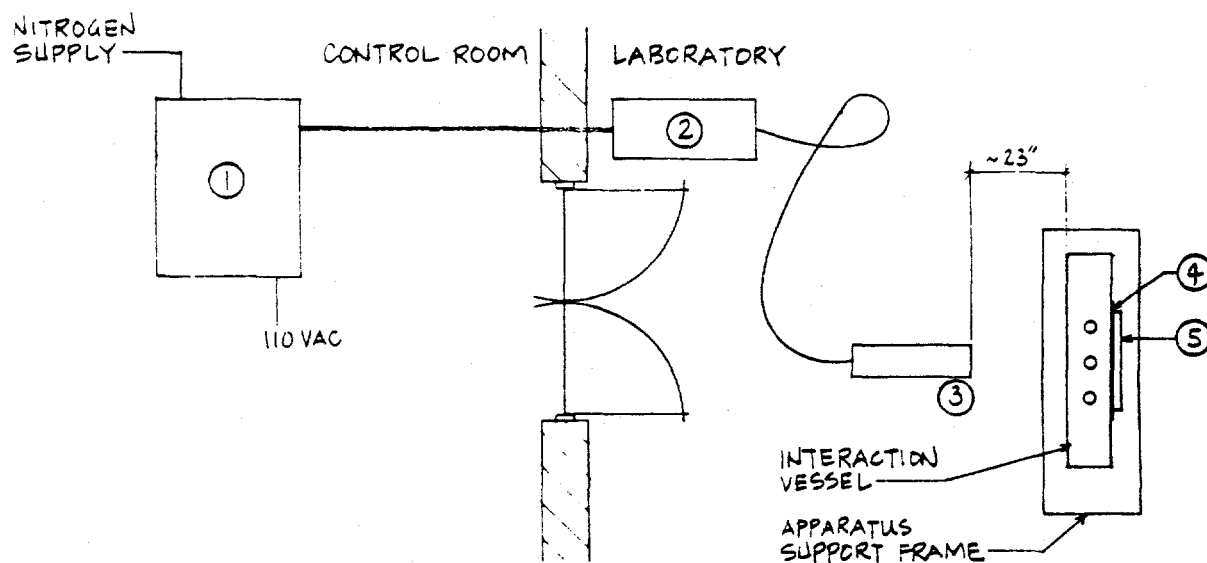 NITROGEN
SUPPLY
CONTROL ROOM
LABORATORY
1
2
~23"
110 VAC
3
4
5
INTERACTION
VESSEL
APPARATUS
SUPPORT FRAME